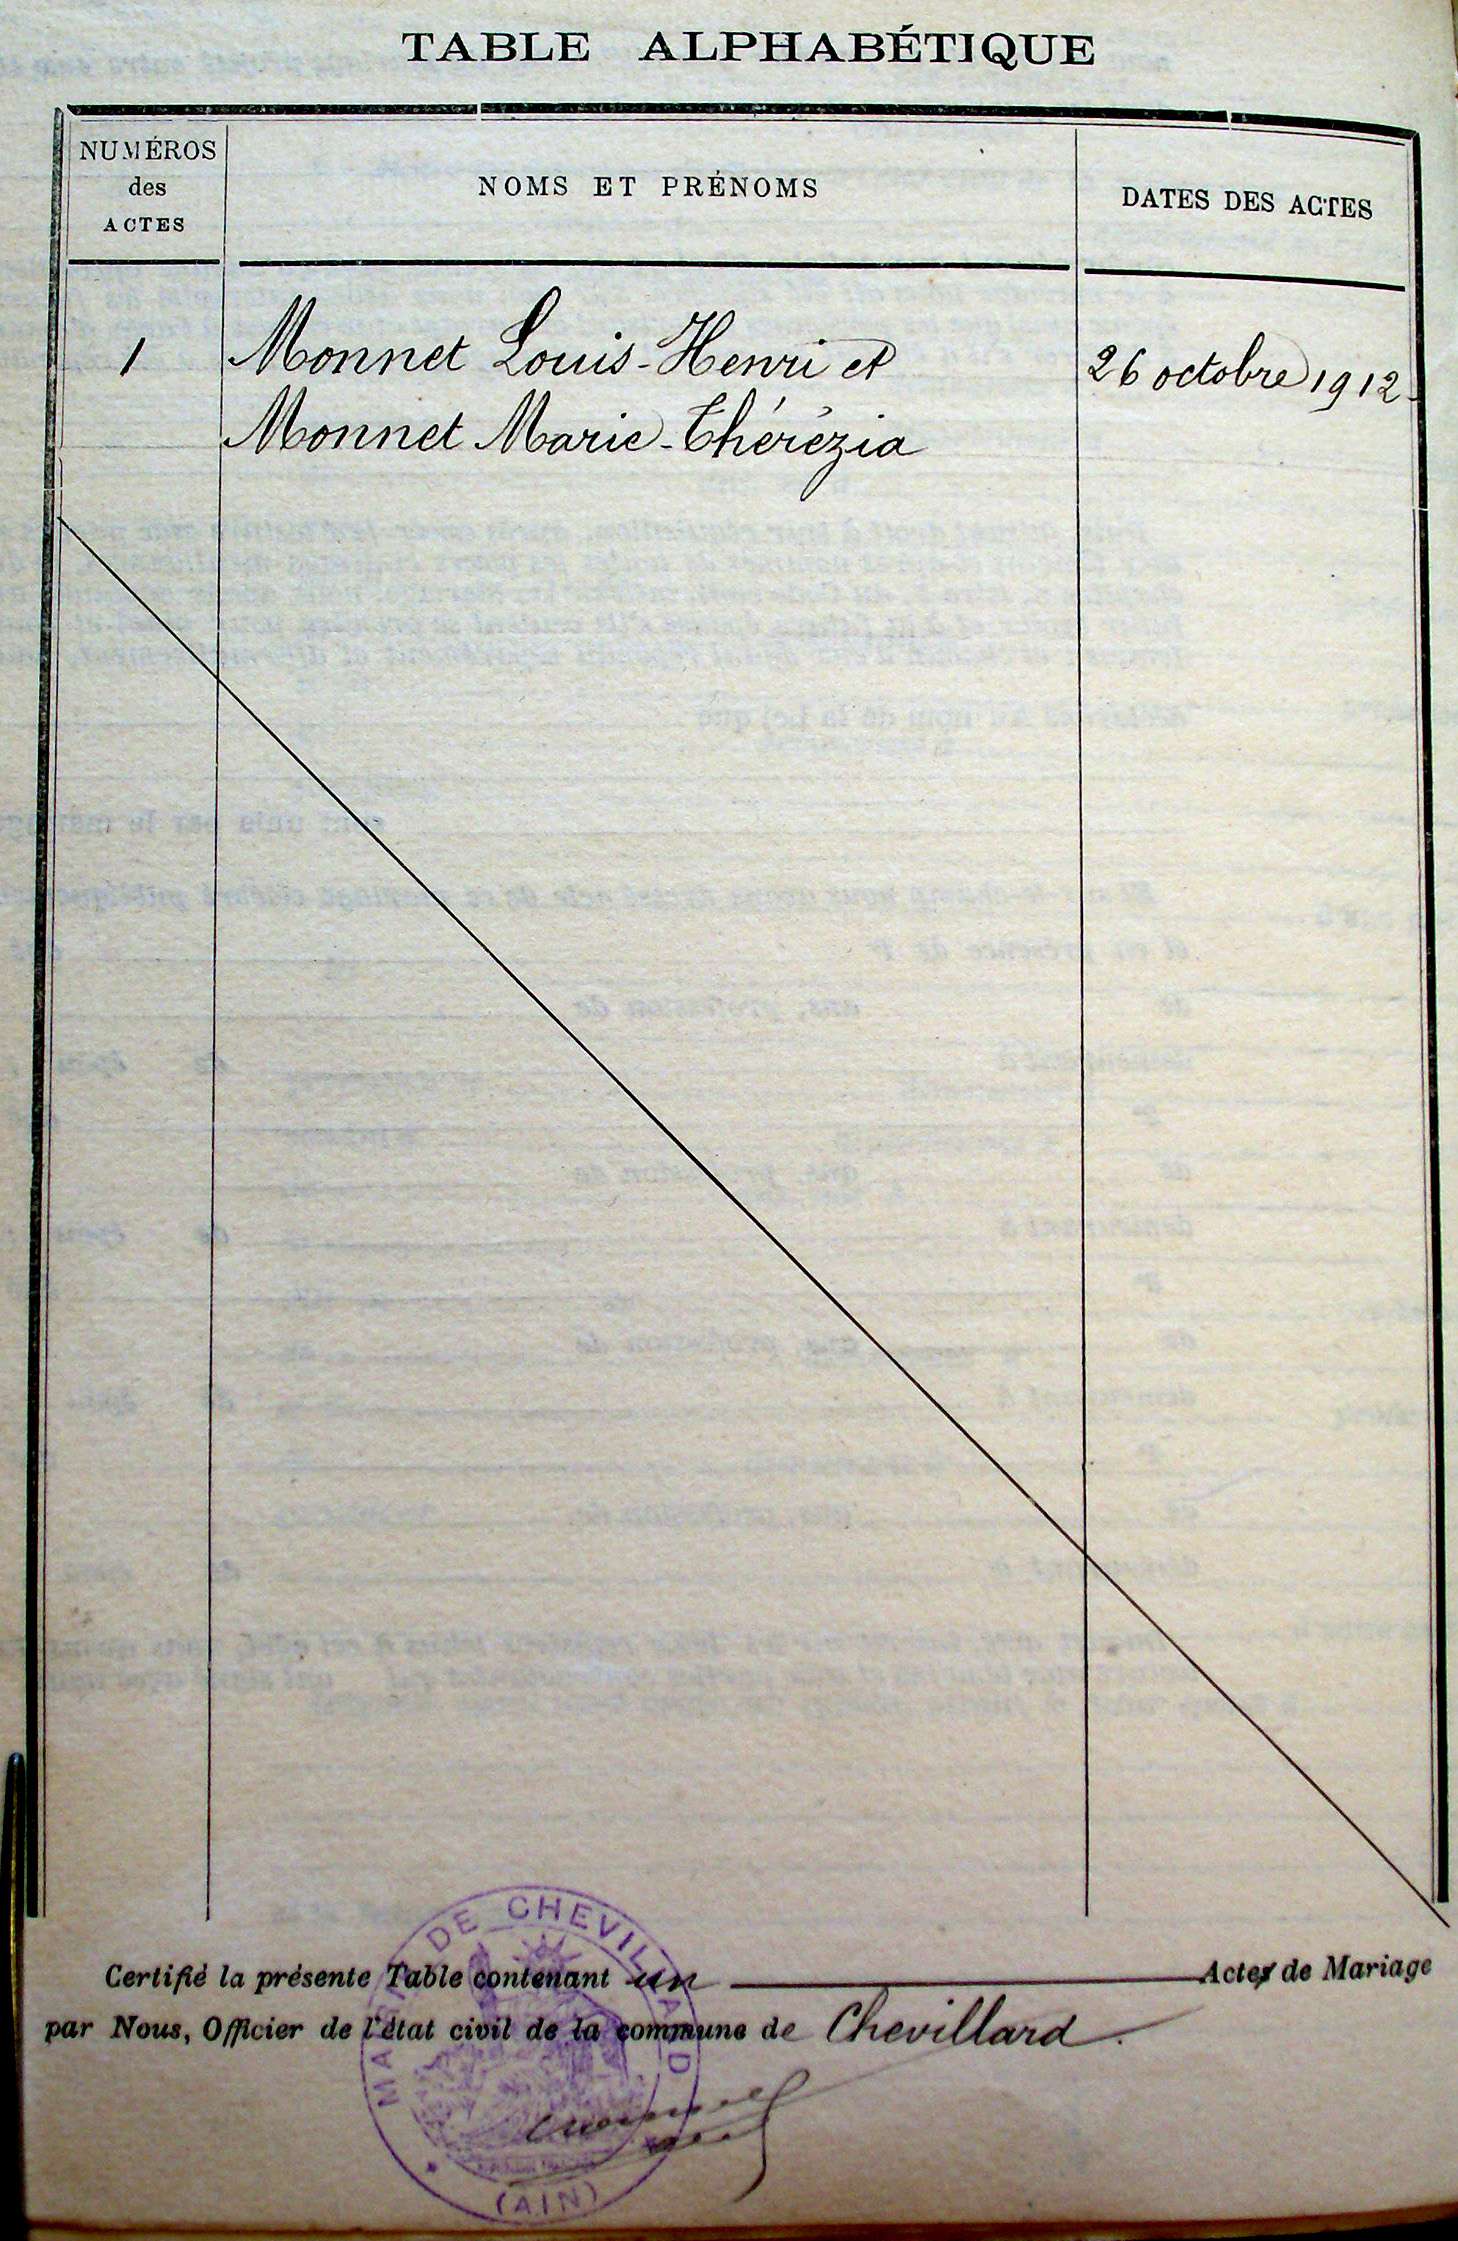 TABLE ALPHABÉTIQUE
NUMÉROS
des
ACTES
NOMS ET PRÉNOMS
DATES DES ACTES
1
Monnet Louis-Henri et
26 octobre 1912
Monnet Marie-Thérézia
Certifié la présente Table contenant un Actes de Mariage
par Nous, Officier de l'état civil de la commune de Chevillard.
MAIRIE DE CHEVILLARD
(AIN)